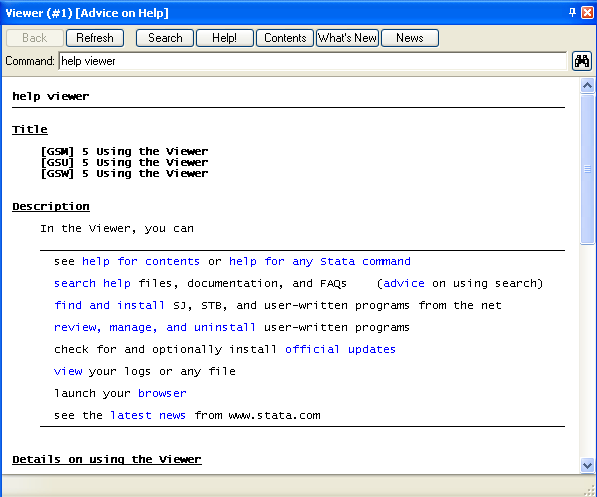 Viewer (#1) [Advice on Help]
Back Refresh Search Help! Contents What's New News
Command: help viewer
help viewer
Title
[GSM] 5 Using the Viewer
[GSU] 5 Using the Viewer
[GSW] 5 Using the Viewer
Description
In the Viewer, you can
see help for contents or help for any Stata command
search help files, documentation, and FAQs (advice on using search)
find and install SJ, STB, and user-written programs from the net
review, manage, and uninstall user-written programs
check for and optionally install official updates
view your logs or any file
launch your browser
see the latest news from www.stata.com
Details on using the Viewer